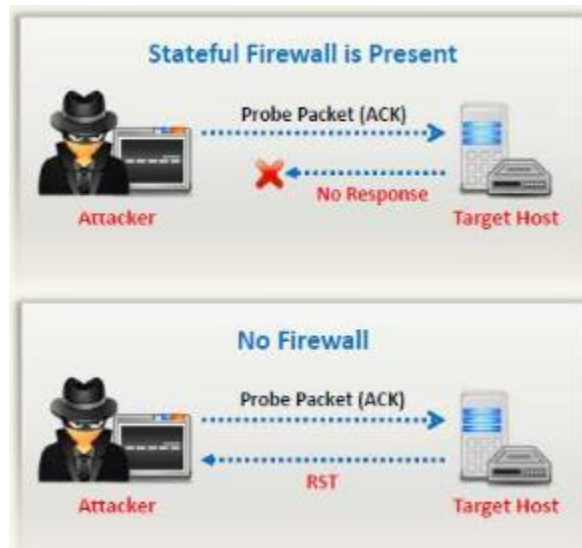 Stateful Firewall is Present
Probe Packet (ACK)
No Response
Attacker
Target Host
No Firewall
Probe Packet (ACK)
RST
Attacker
Target Host